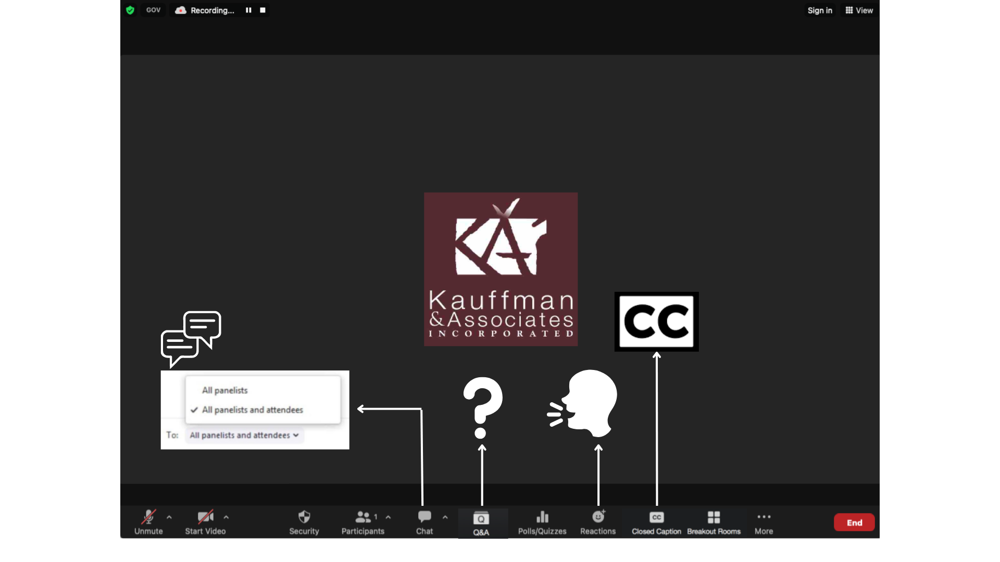 GOV
Recording...
Sign in
View
KA
Kauffman
&Associates
INCORPORATED
CC
All panelists
All panelists and attendees
To: All panelists and attendees
?
Unmute
Start Video
Security
1
Participants
Chat
Q
Q&A
Polls/Quizzes
Reactions
CC
Closed Caption
Breakout Rooms
More
End